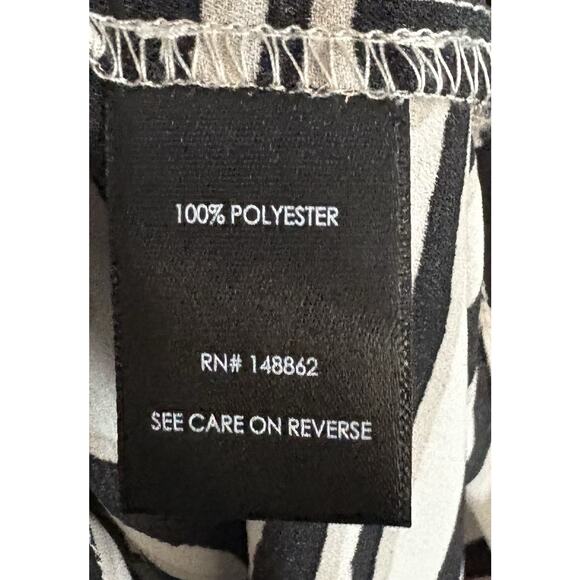 100% POLYESTER
RN# 148862
SEE CARE ON REVERSE